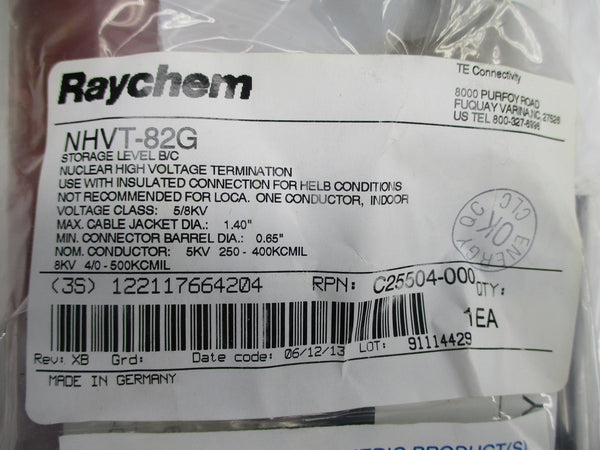 Raychem
TE Connectivity
8000 PURFOY ROAD
FUQUAY VARINA, NC, 27526
US TEL 800-327-6996
NHVT-82G
STORAGE LEVEL B/C
NUCLEAR HIGH VOLTAGE TERMINATION
USE WITH INSULATED CONNECTION FOR HELB CONDITIONS
NOT RECOMMENDED FOR LOCA. ONE CONDUCTOR, INDOOR
VOLTAGE CLASS: 5/8KV
MAX. CABLE JACKET DIA.: 1.40"
MIN. CONNECTOR BARREL DIA.: 0.65"
NOM. CONDUCTOR: 5KV 250 - 400KCMIL
8KV 4/0 - 500KCMIL
ENERGY OK QC CLC
(3S) 122117664204 RPN: C25504-000
QTY:
1EA
Rev: XB Grd: Date code: 06/12/13 LOT: 91114429
MADE IN GERMANY
PRODUCT(S)